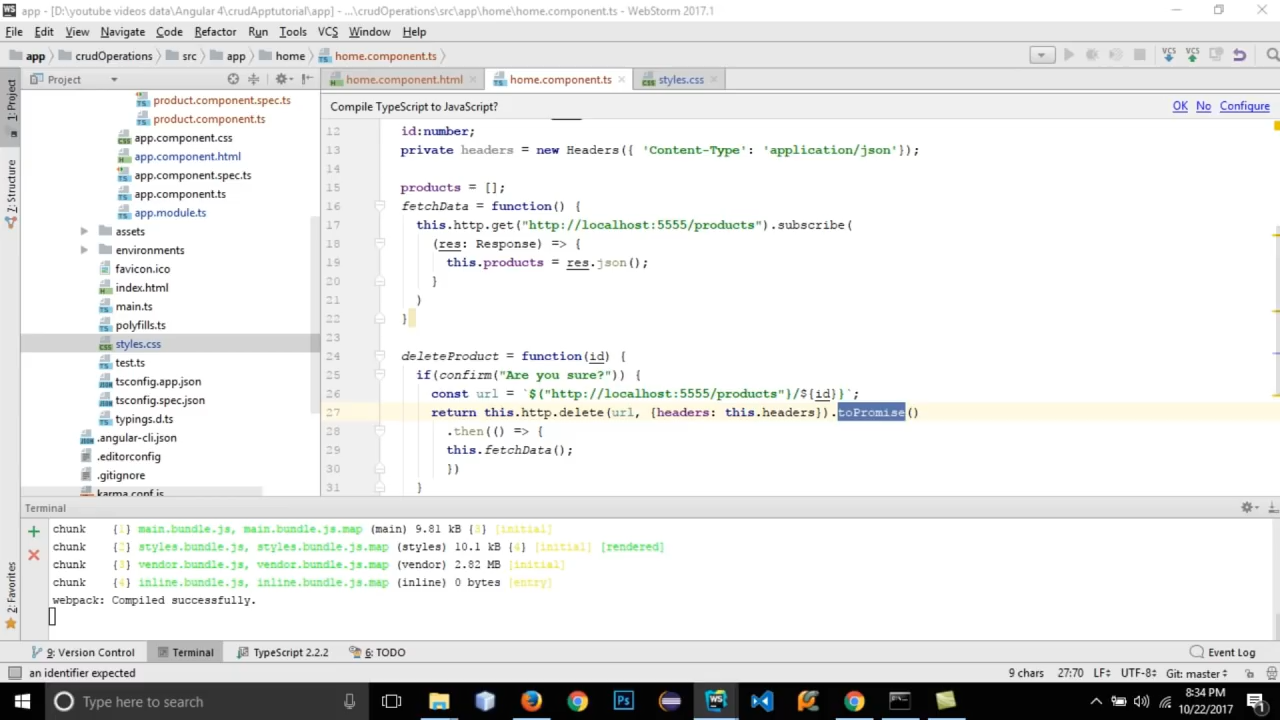 app - [D:\youtube videos data\Angular 4\crudApptutorial\app] - ...\crudOperations\src\app\home\home.component.ts - WebStorm 2017.1
File Edit View Navigate Code Refactor Run Tools VCS Window Help
app crudOperations src app home home.component.ts
VCS VCS
1: Project
Project
home.component.html home.component.ts styles.css
Compile TypeScript to JavaScript? OK No Configure
product.component.spec.ts
product.component.ts
app.component.css
app.component.html
app.component.spec.ts
app.component.ts
app.module.ts
assets
environments
favicon.ico
index.html
main.ts
polyfills.ts
styles.css
test.ts
tsconfig.app.json
tsconfig.spec.json
typings.d.ts
.angular-cli.json
.editorconfig
.gitignore
karma.conf.js
Z: Structure
2: Favorites
12 id:number;
13 private headers = new Headers({ 'Content-Type': 'application/json'});
14
15 products = [];
16 fetchData = function() {
17 this.http.get("http://localhost:5555/products").subscribe(
18 (res: Response) => {
19 this.products = res.json();
20 }
21 )
22 }
23
24 deleteProduct = function(id) {
25 if(confirm("Are you sure?")) {
26 const url = `$("http://localhost:5555/products"}/${id}}`;
27 return this.http.delete(url, {headers: this.headers}).toPromise()
28 .then(() => {
29 this.fetchData();
30 })
31 }
Terminal
chunk {1} main.bundle.js, main.bundle.js.map (main) 9.81 kB {3} [initial]
chunk {2} styles.bundle.js, styles.bundle.js.map (styles) 10.1 kB {4} [initial] [rendered]
chunk {3} vendor.bundle.js, vendor.bundle.js.map (vendor) 2.82 MB [initial]
chunk {4} inline.bundle.js, inline.bundle.js.map (inline) 0 bytes [entry]
webpack: Compiled successfully.
9: Version Control Terminal TypeScript 2.2.2 6: TODO Event Log
an identifier expected 9 chars 27:70 LF÷ UTF-8÷ Git: master÷
Type here to search
Ps
WS
8:34 PM
10/22/2017
1